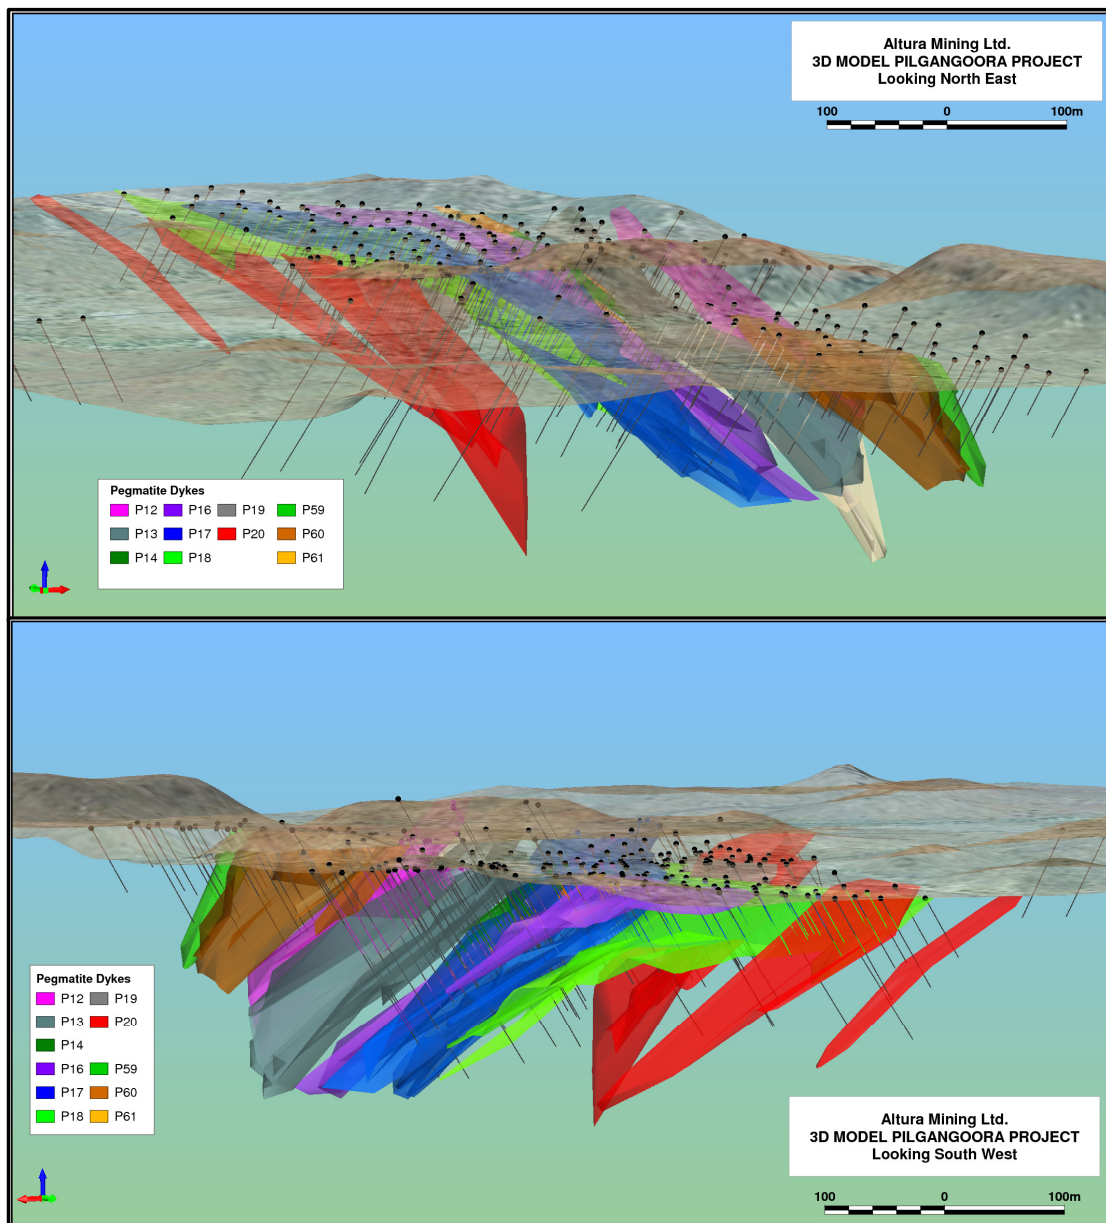 Altura Mining Ltd.
3D MODEL PILGANGOORA PROJECT
Looking North East
100 0 100m
Pegmatite Dykes
P12 P16 P19 P59
P13 P17 P20 P60
P14 P18 P61
Pegmatite Dykes
P12 P19
P13 P20
P14
P16 P59
P17 P60
P18 P61
Altura Mining Ltd.
3D MODEL PILGANGOORA PROJECT
Looking South West
100 0 100m